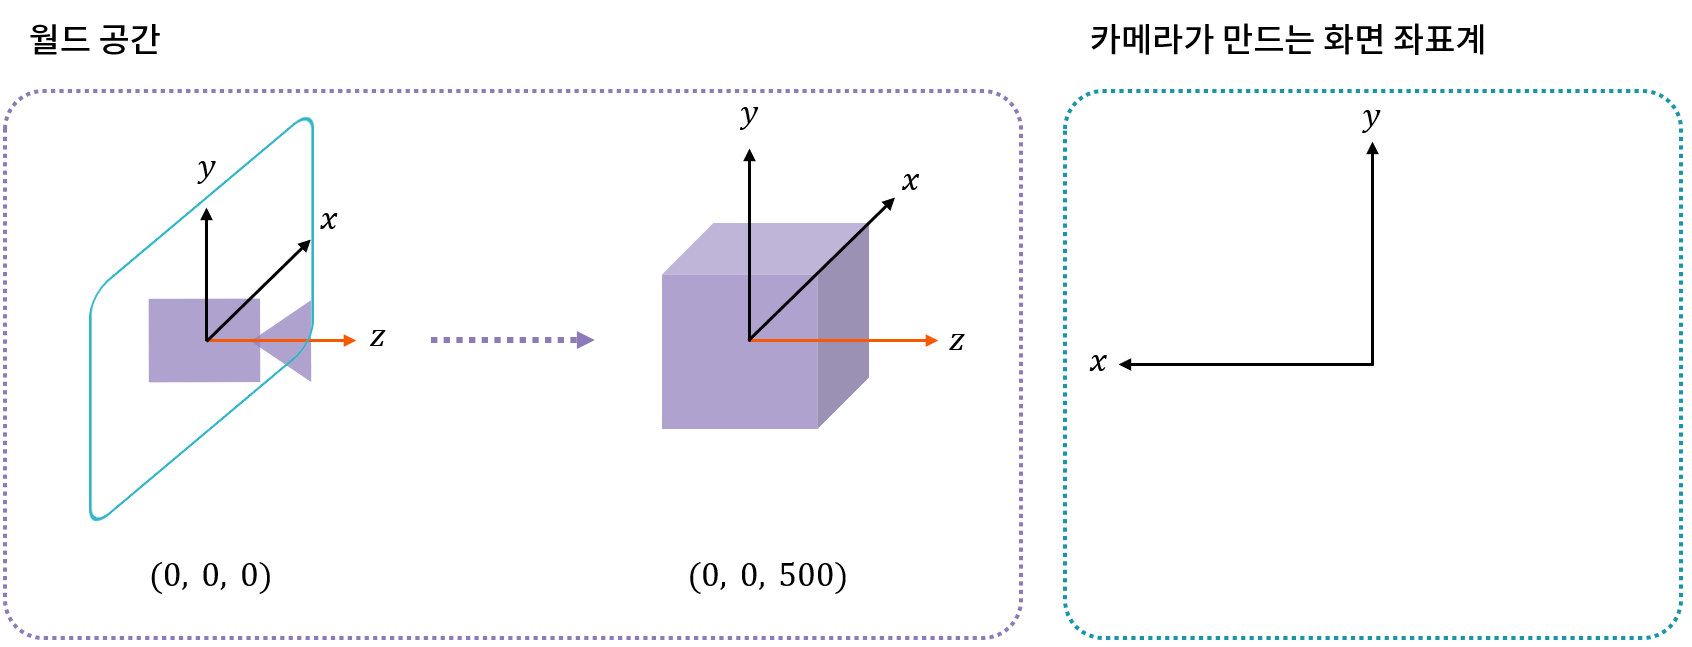 월드 공간
카메라가 만드는 화면 좌표계
y
x
z
y
x
z
(0, 0, 0)
(0, 0, 500)
y
x